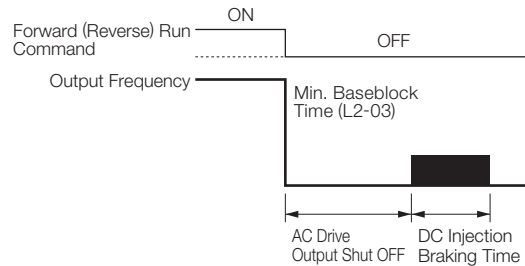 ON
Forward (Reverse) Run
Command
OFF
Output Frequency
Min. Baseblock
Time (L2-03)
AC Drive
Output Shut OFF
DC Injection
Braking Time